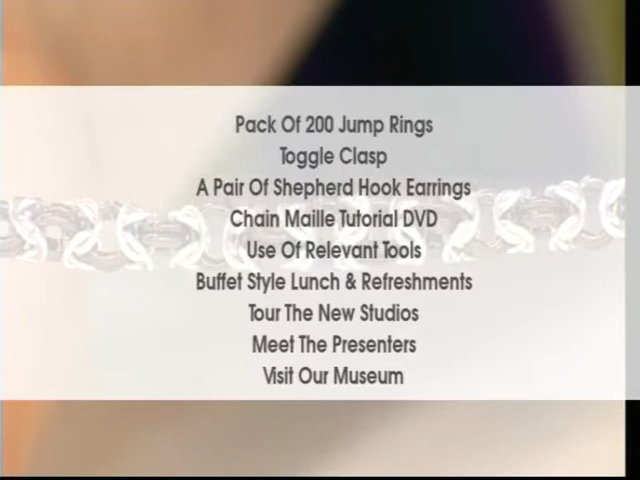 Pack Of 200 Jump Rings
Toggle Clasp
A Pair Of Shepherd Hook Earrings
Chain Maille Tutorial DVD
Use Of Relevant Tools
Buffet Style Lunch & Refreshments
Tour The New Studios
Meet The Presenters
Visit Our Museum